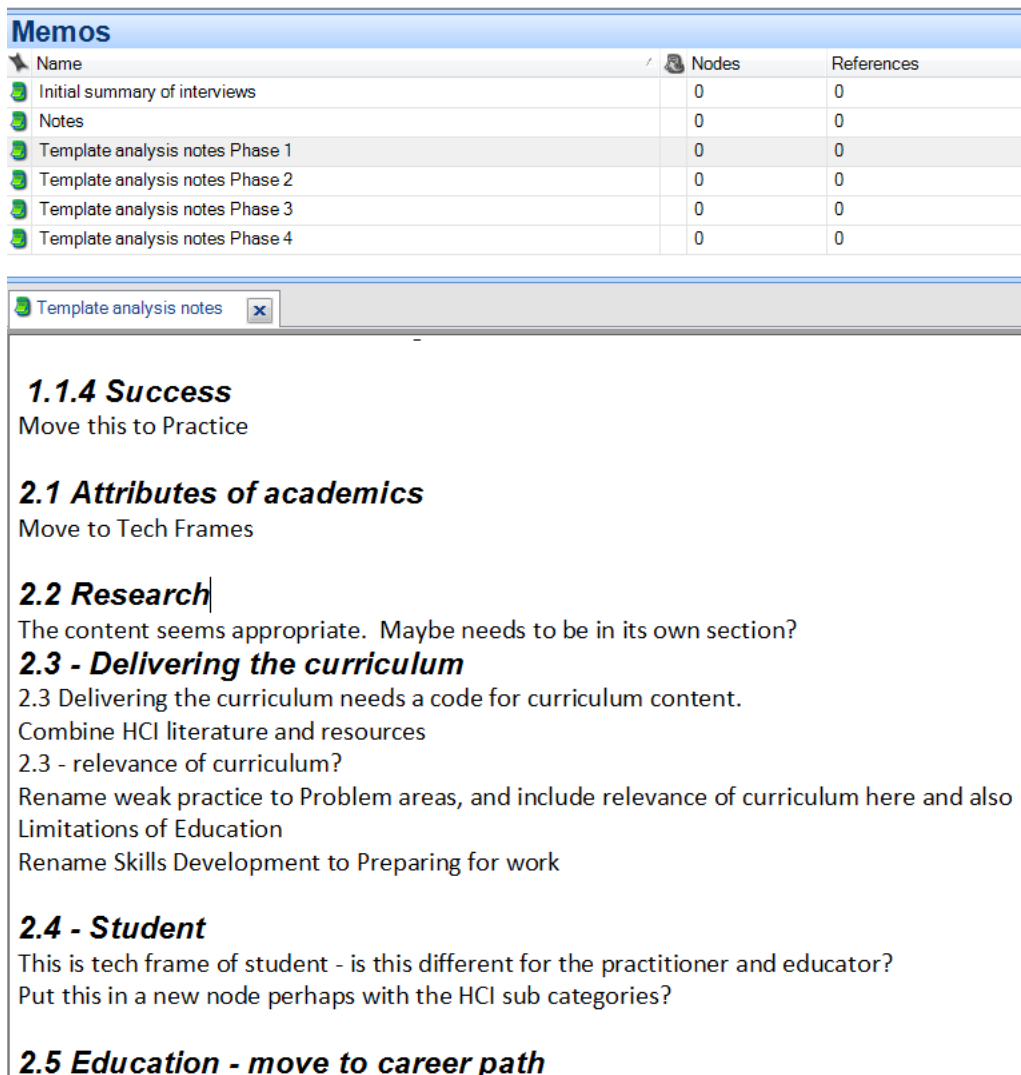 Memos
Name Nodes References
Initial summary of interviews 0 0
Notes 0 0
Template analysis notes Phase 1 0 0
Template analysis notes Phase 2 0 0
Template analysis notes Phase 3 0 0
Template analysis notes Phase 4 0 0
Template analysis notes
1.1.4 Success
Move this to Practice
2.1 Attributes of academics
Move to Tech Frames
2.2 Research
The content seems appropriate.  Maybe needs to be in its own section?
2.3 - Delivering the curriculum
2.3 Delivering the curriculum needs a code for curriculum content.
Combine HCI literature and resources
2.3 - relevance of curriculum?
Rename weak practice to Problem areas, and include relevance of curriculum here and also
Limitations of Education
Rename Skills Development to Preparing for work
2.4 - Student
This is tech frame of student - is this different for the practitioner and educator?
Put this in a new node perhaps with the HCI sub categories?
2.5 Education - move to career path